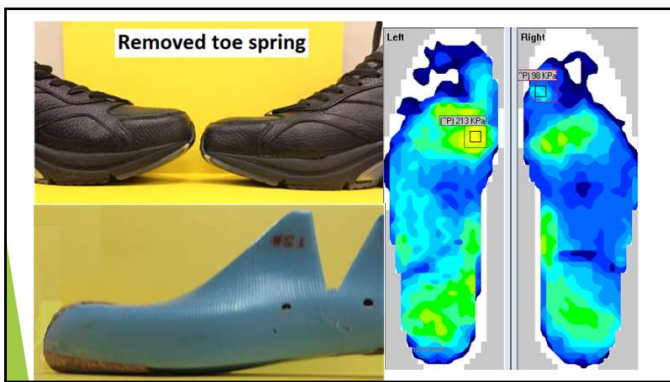 Removed toe spring
Left
Right
(^P) 98 KPa
(^P) 213 KPa